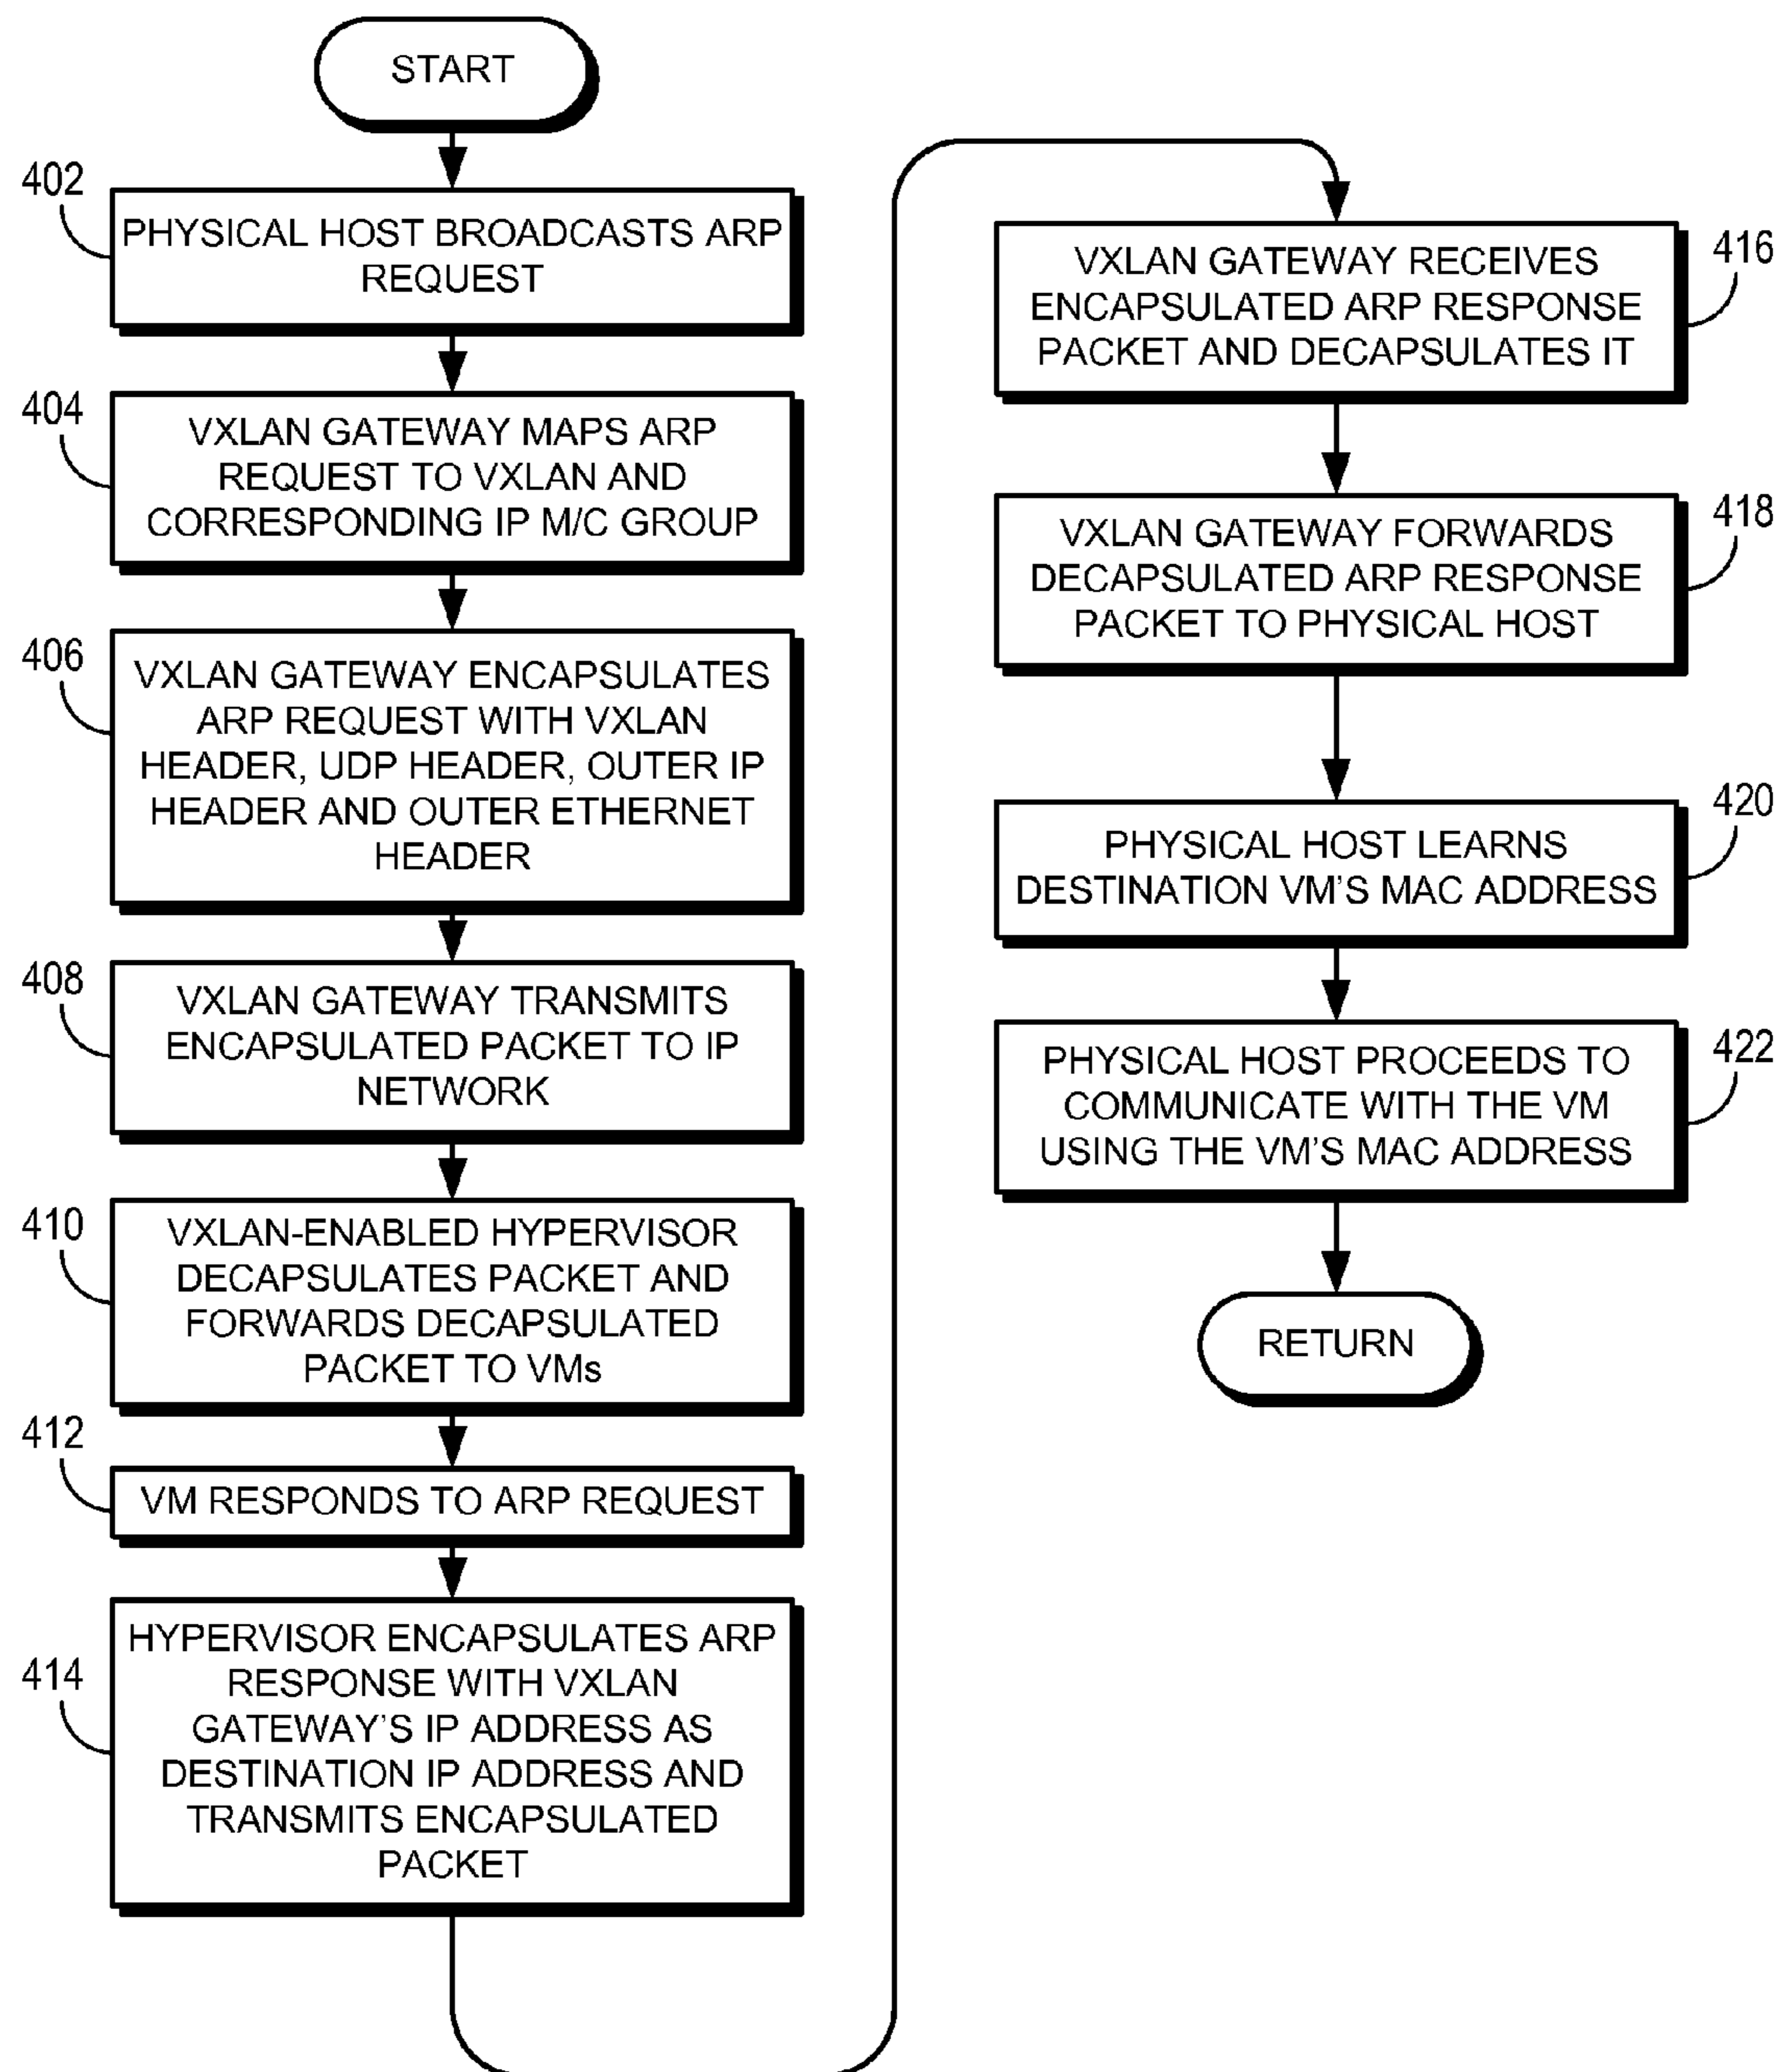 START
402
PHYSICAL HOST BROADCASTS ARP
REQUEST
404
VXLAN GATEWAY MAPS ARP
REQUEST TO VXLAN AND
CORRESPONDING IP M/C GROUP
406
VXLAN GATEWAY ENCAPSULATES
ARP REQUEST WITH VXLAN
HEADER, UDP HEADER, OUTER IP
HEADER AND OUTER ETHERNET
HEADER
408
VXLAN GATEWAY TRANSMITS
ENCAPSULATED PACKET TO IP
NETWORK
410
VXLAN-ENABLED HYPERVISOR
DECAPSULATES PACKET AND
FORWARDS DECAPSULATED
PACKET TO VMs
412
VM RESPONDS TO ARP REQUEST
414
HYPERVISOR ENCAPSULATES ARP
RESPONSE WITH VXLAN
GATEWAY'S IP ADDRESS AS
DESTINATION IP ADDRESS AND
TRANSMITS ENCAPSULATED
PACKET
416
VXLAN GATEWAY RECEIVES
ENCAPSULATED ARP RESPONSE
PACKET AND DECAPSULATES IT
418
VXLAN GATEWAY FORWARDS
DECAPSULATED ARP RESPONSE
PACKET TO PHYSICAL HOST
420
PHYSICAL HOST LEARNS
DESTINATION VM'S MAC ADDRESS
422
PHYSICAL HOST PROCEEDS TO
COMMUNICATE WITH THE VM
USING THE VM'S MAC ADDRESS
RETURN